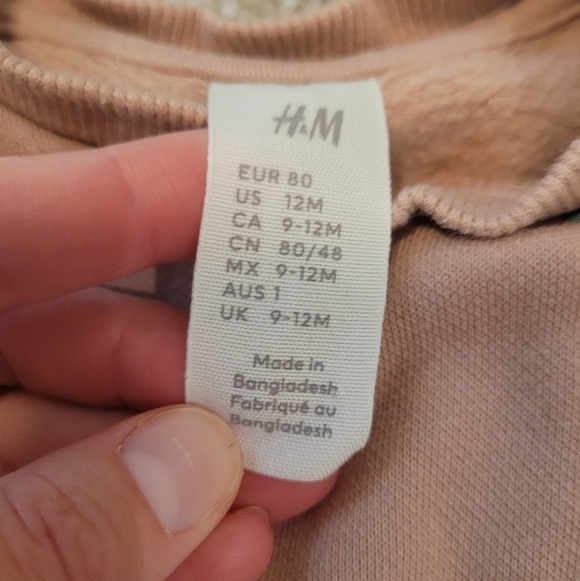 H&M
EUR 80
US 12M
CA 9-12M
CN 80/48
MX 9-12M
AUS 1
UK 9-12M
Made in
Bangladesh
Fabriqué au
Bangladesh